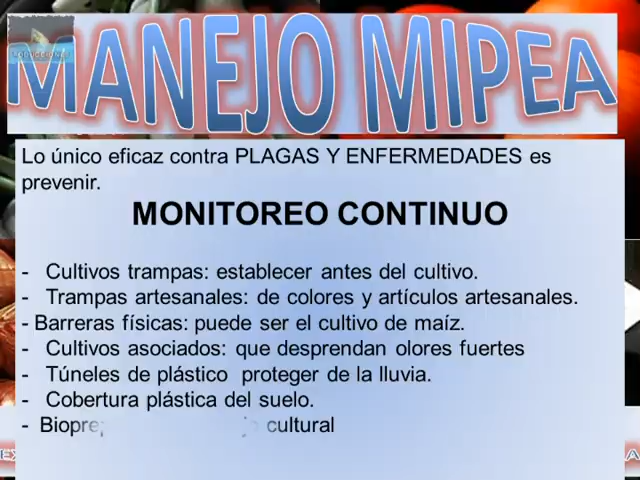 MANEJO MIPEA
Lo único eficaz contra PLAGAS Y ENFERMEDADES es
prevenir.
MONITOREO CONTINUO
- Cultivos trampas: establecer antes del cultivo.
- Trampas artesanales: de colores y artículos artesanales.
- Barreras físicas: puede ser el cultivo de maíz.
- Cultivos asociados: que desprendan olores fuertes
- Túneles de plástico proteger de la lluvia.
- Cobertura plástica del suelo.
- cultural